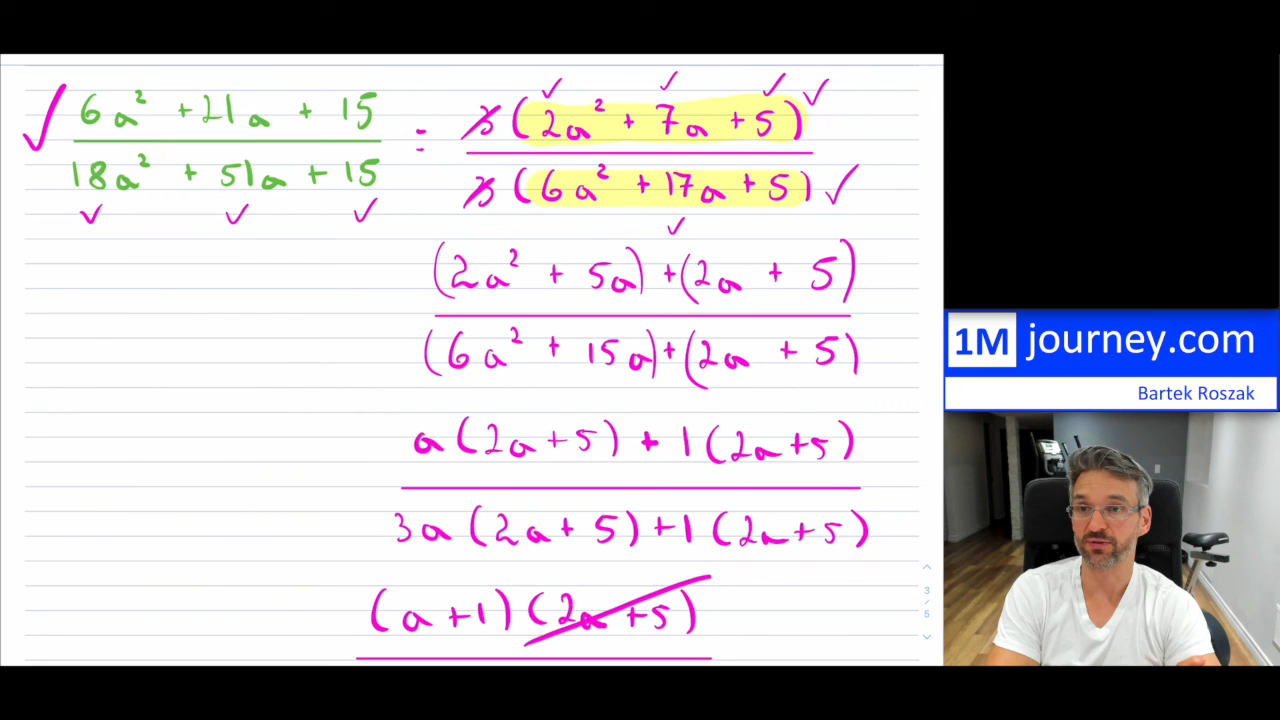 6a² + 21a + 15 = 3(2a² + 7a + 5)
18a² + 51a + 15 3(6a² + 17a + 5)
(2a² + 5a) + (2a + 5)
(6a² + 15a) + (2a + 5)
a(2a + 5) + 1(2a + 5)
3a(2a + 5) + 1(2a + 5)
(a + 1)(2a + 5)
1M journey.com
Bartek Roszak
3
/
5